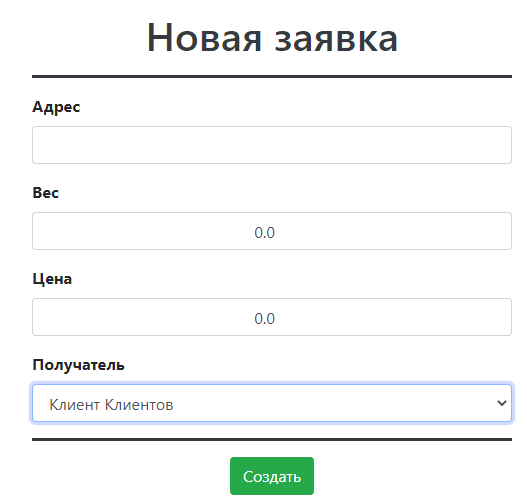 Новая заявка
Адрес
Вес
0.0
Цена
0.0
Получатель
Клиент Клиентов
Создать